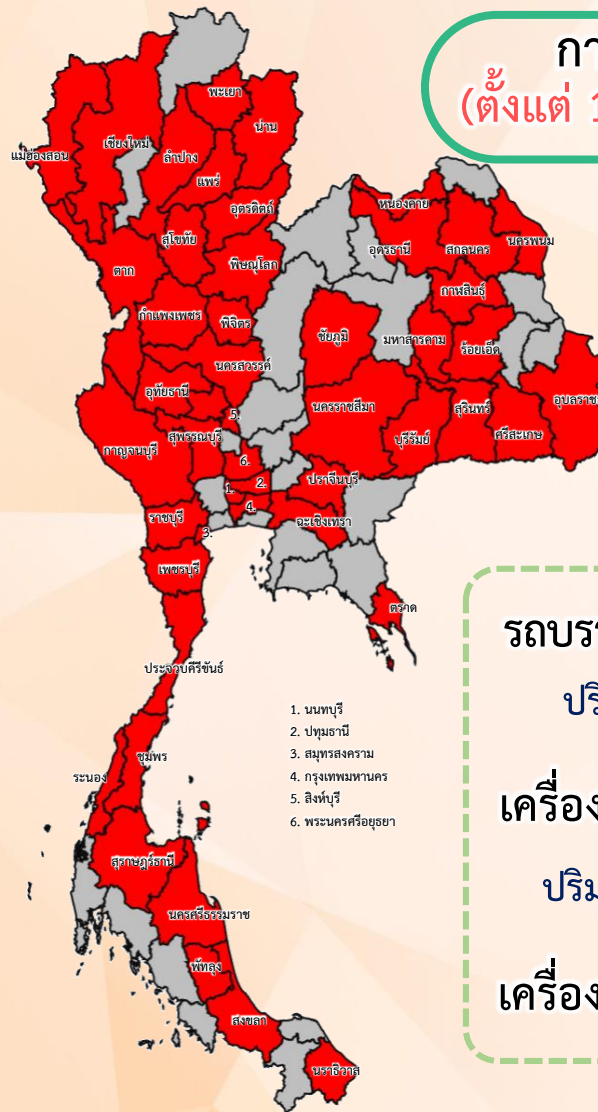 กา
(ตั้งแต่ 1
พะเยา
น่าน
เชียงใหม่
แม่ฮ่องสอน
ลำปาง
แพร่
อุตรดิตถ์
หนองคาย
สุโขทัย
อุดรธานี
สกลนคร
นครพนม
ตาก
พิษณุโลก
กาฬสินธุ์
กำแพงเพชร
พิจิตร
ชัยภูมิ
มหาสารคาม
ร้อยเอ็ด
นครสวรรค์
อุทัยธานี
นครราชสีมา
สุรินทร์
อุบลราช
5.
สุพรรณบุรี
บุรีรัมย์
ศรีสะเกษ
กาญจนบุรี
6.
ปราจีนบุรี
1.
2.
4.
ราชบุรี
ฉะเชิงเทรา
3.
เพชรบุรี
ตราด
ประจวบคีรีขันธ์
1. นนทบุรี
2. ปทุมธานี
3. สมุทรสงคราม
4. กรุงเทพมหานคร
5. สิงห์บุรี
6. พระนครศรีอยุธยา
ชุมพร
ระนอง
สุราษฎร์ธานี
นครศรีธรรมราช
พัทลุง
สงขลา
นราธิวาส
รถบรร
ปริ
เครื่อง
ปริม
เครื่อง